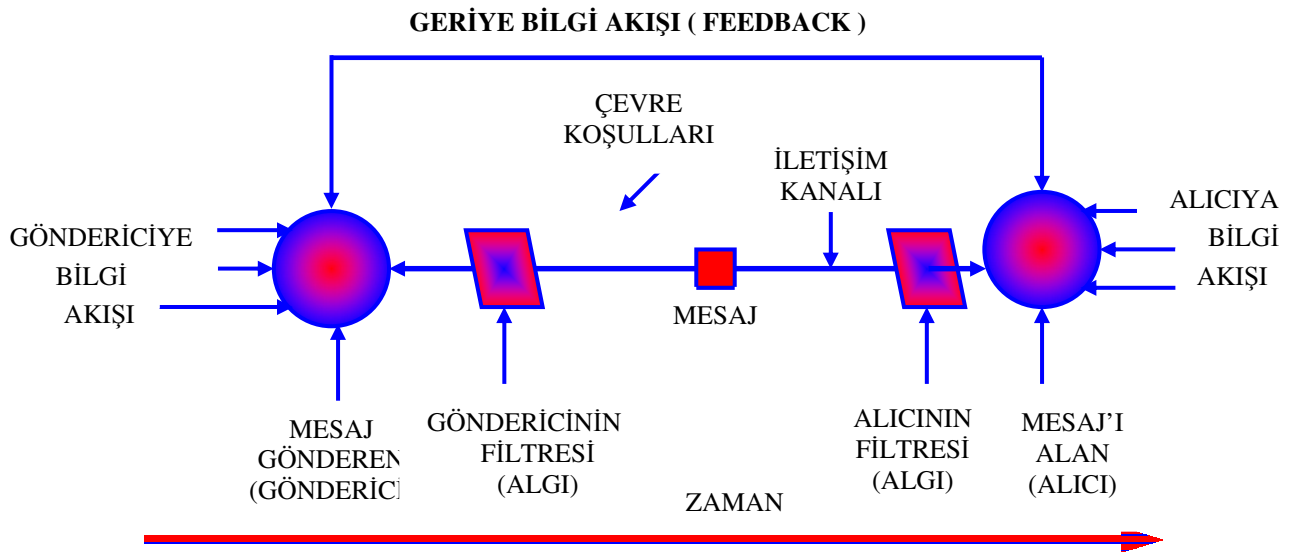 GERİYE BİLGİ AKIŞI ( FEEDBACK )
ÇEVRE
KOŞULLARI
İLETİŞİM
KANALI
GÖNDERİCİYE
BİLGİ
AKIŞI
ALICIYA
BİLGİ
AKIŞI
MESAJ
MESAJ
GÖNDEREN
(GÖNDERİCİ
GÖNDERİCİNİN
FİLTRESİ
(ALGI)
ALICININ
FİLTRESİ
(ALGI)
MESAJ’I
ALAN
(ALICI)
ZAMAN